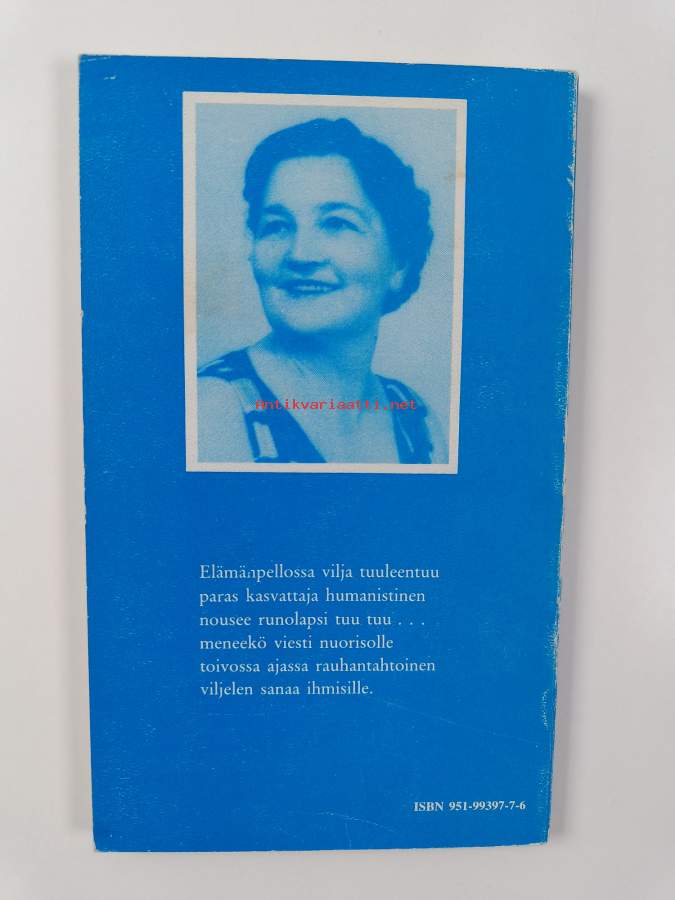 Antikvariaatti.net
Elämänpellossa vilja tuuleentuu
paras kasvattaja humanistinen
nousee runolapsi tuu tuu . . .
meneekö viesti nuorisolle
toivossa ajassa rauhantahtoinen
viljelen sanaa ihmisille.
ISBN 951-99397-7-6